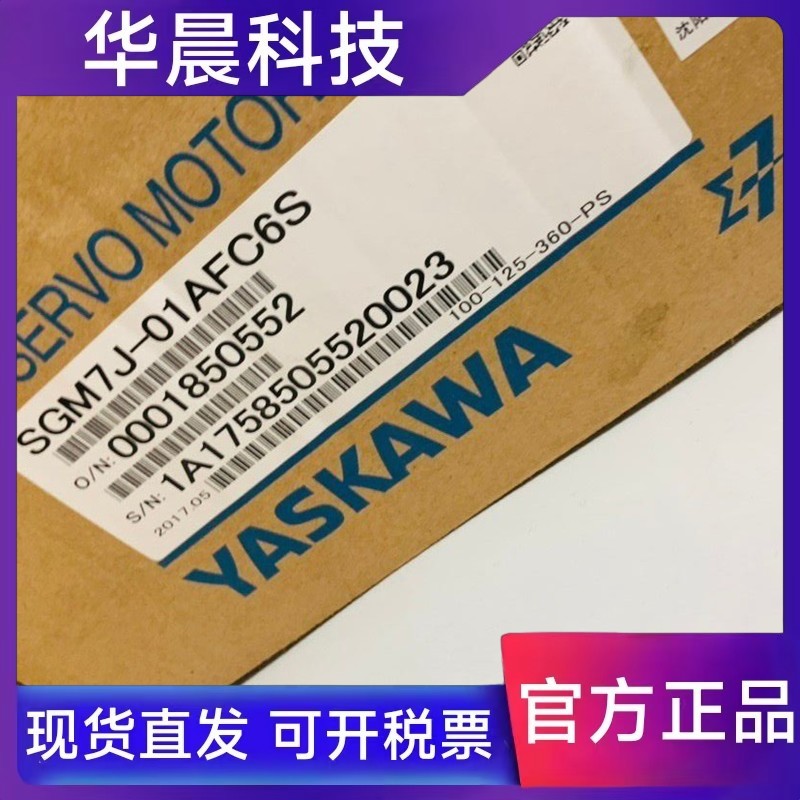 华晨科技
SERVO MOTOR
SGM7J-01AFC6S
O/N: 0001850552
S/N: 1A1758505520023
2017.05
100-125-360-PS
YASKAWA
Σ7
现货直发 可开税票
官方正品